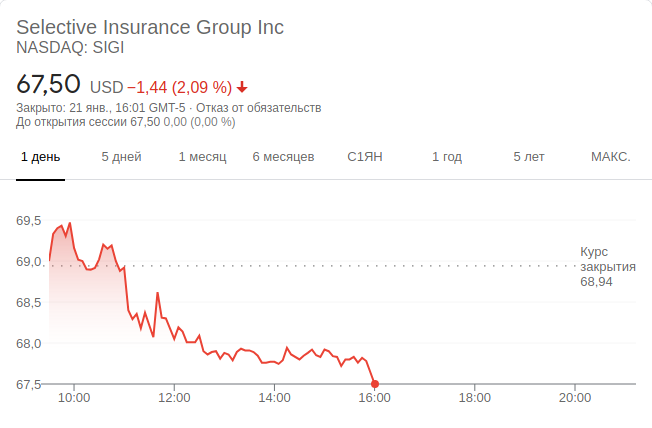 Selective Insurance Group Inc
NASDAQ: SIGI
67,50 USD −1,44 (2,09 %)
Закрыто: 21 янв., 16:01 GMT-5 · Отказ от обязательств
До открытия сессии 67,50 0,00 (0,00 %)
1 день 5 дней 1 месяц 6 месяцев С1ЯН 1 год 5 лет МАКС.
69,5
69,0
68,5
68,0
67,5
Курс
закрытия
68,94
10:00 12:00 14:00 16:00 18:00 20:00